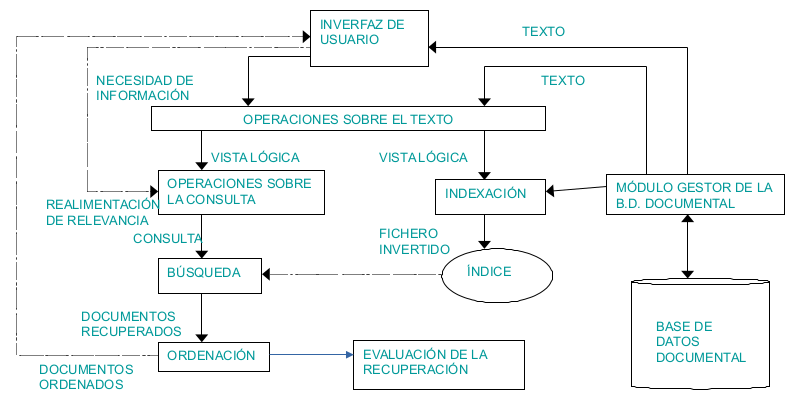 INVERFAZ DE
USUARIO
TEXTO
NECESIDAD DE
INFORMACIÓN
TEXTO
OPERACIONES SOBRE EL TEXTO
VISTA LÓGICA
VISTA LÓGICA
OPERACIONES SOBRE
LA CONSULTA
INDEXACIÓN
MÓDULO GESTOR DE LA
B.D. DOCUMENTAL
REALIMENTACIÓN
DE RELEVANCIA
CONSULTA
FICHERO
INVERTIDO
BÚSQUEDA
ÌNDICE
DOCUMENTOS
RECUPERADOS
BASE DE
DATOS
DOCUMENTAL
ORDENACIÓN
EVALUACIÓN DE LA
RECUPERACIÓN
DOCUMENTOS
ORDENADOS